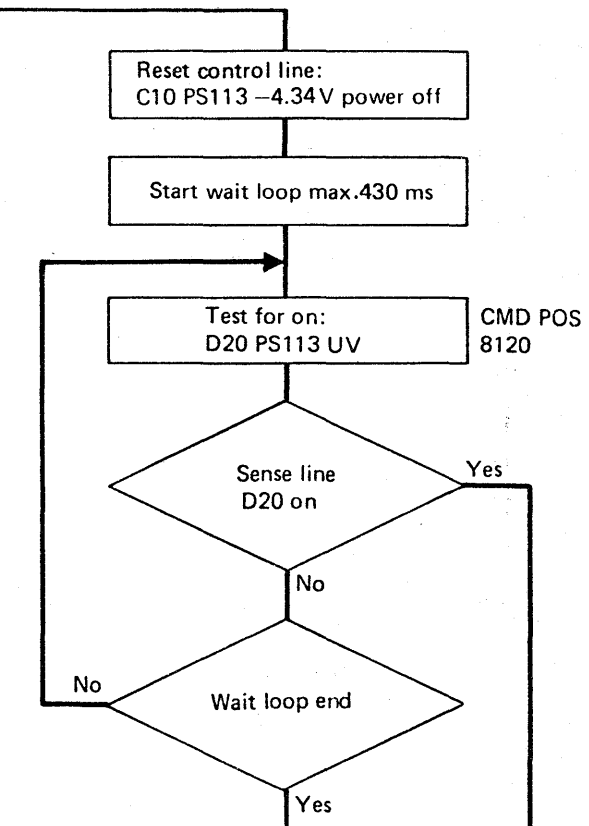 Reset control line:
C10 PS113 –4.34V power off
Start wait loop max.430 ms
Test for on:
D20 PS113 UV
CMD POS
8120
Sense line
D20 on
Yes
No
Wait loop end
No
Yes